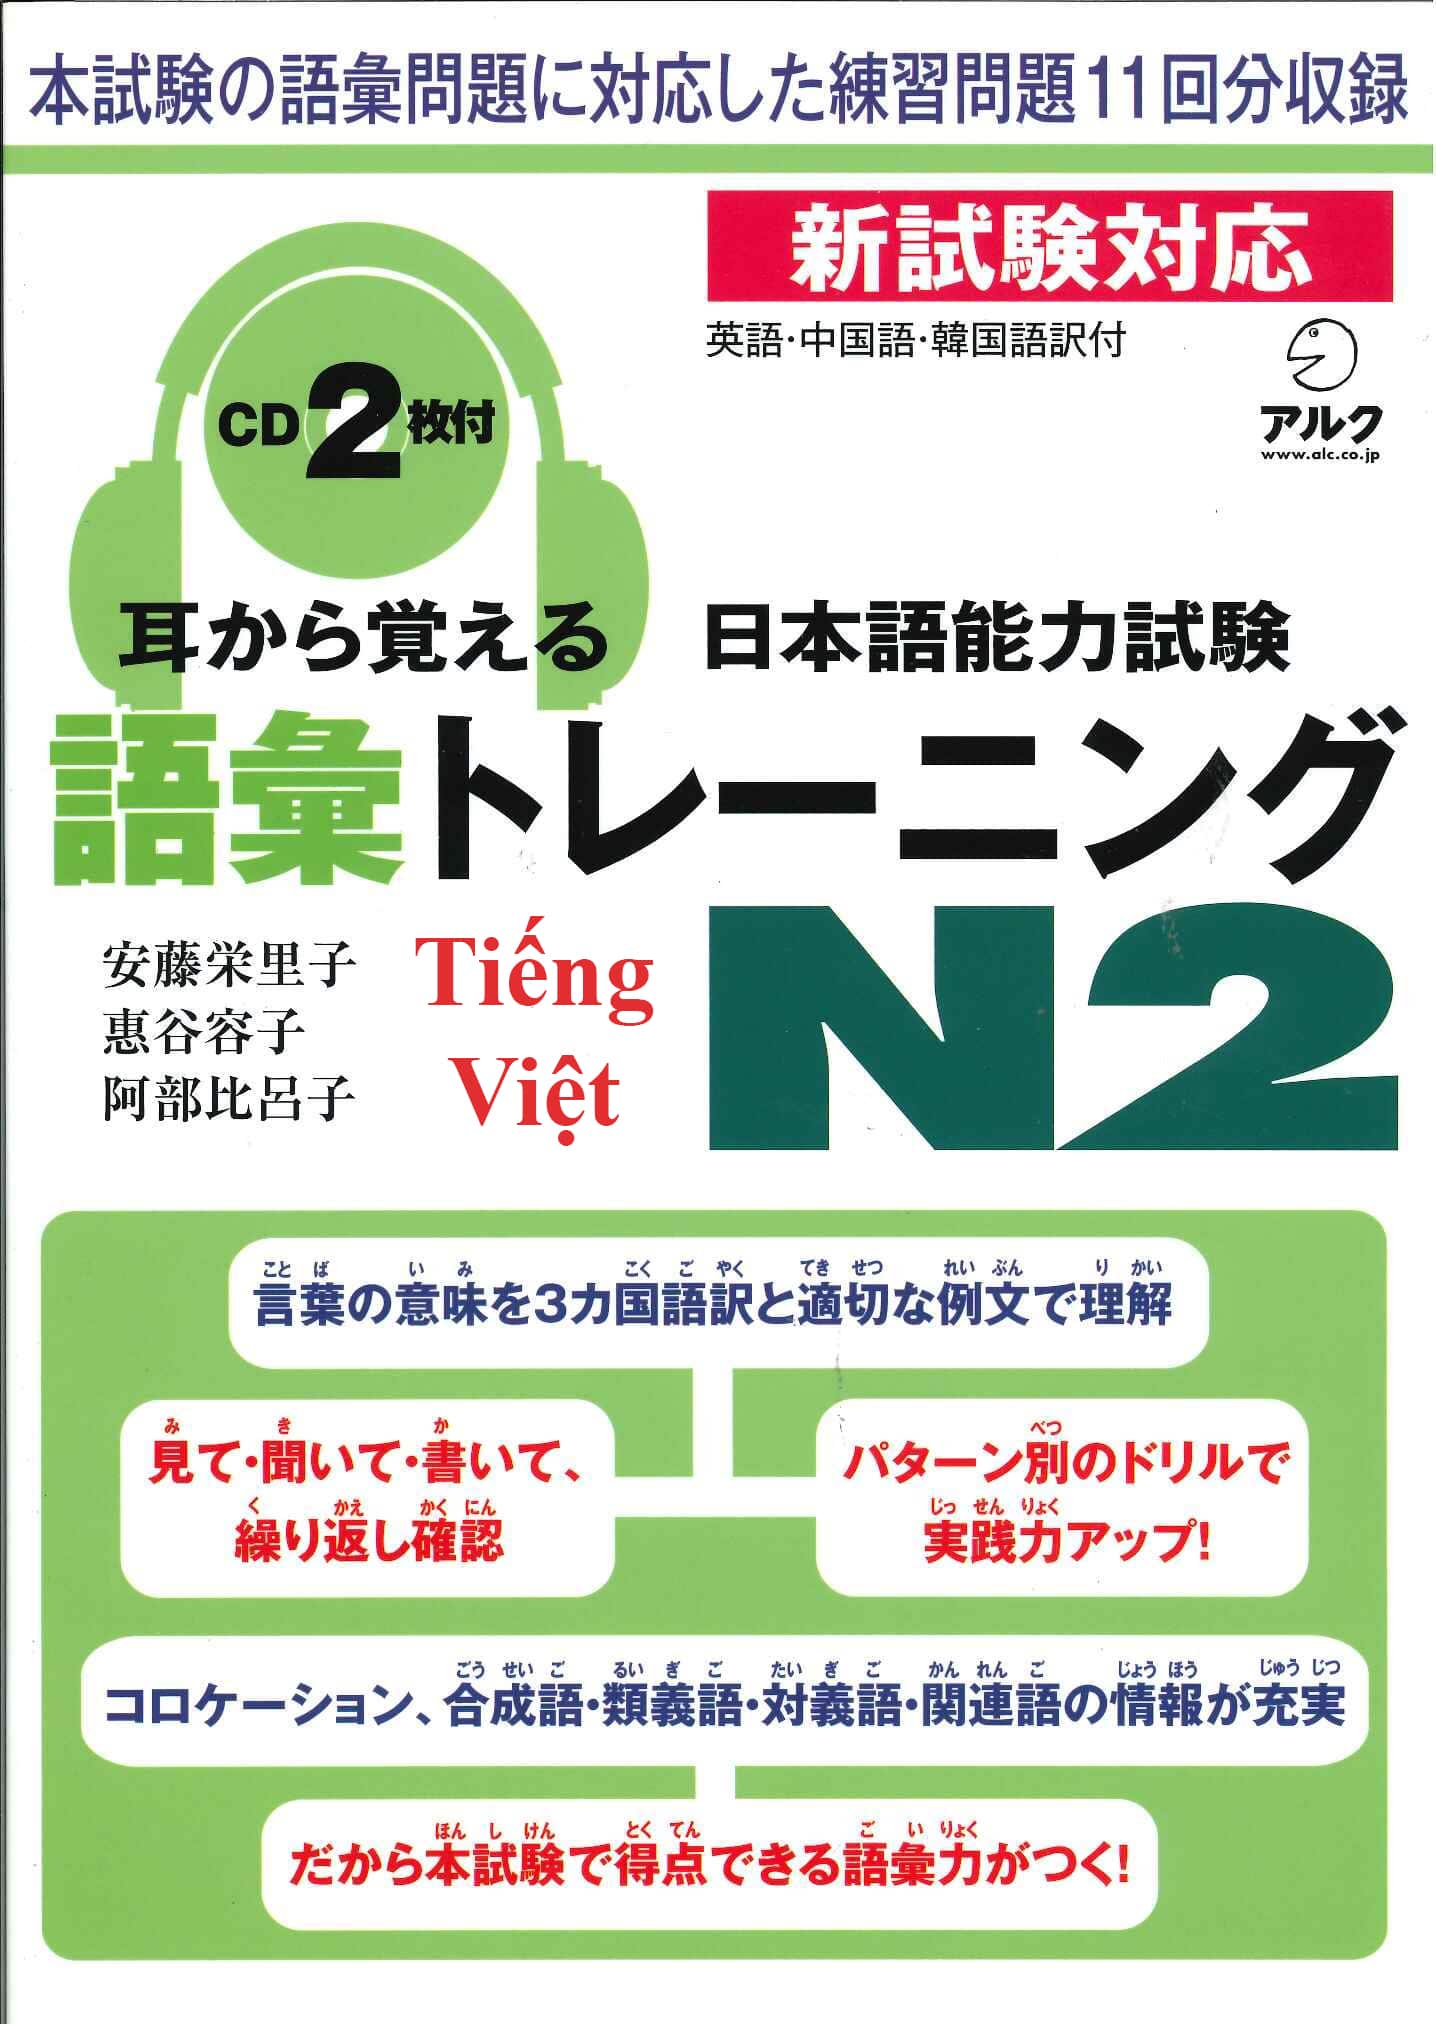 本試験の語彙問題に対応した練習問題11回分収録
新試験対応
英語・中国語・韓国語訳付
アルク
www.alc.co.jp
CD2枚付
耳から覚える 日本語能力試験
語彙トレーニング
N2
安藤栄里子
惠谷容子
阿部比呂子
Tiếng
Việt
ことば いみ こくごやく てきせつ れいぶん りかい
言葉の意味を3カ国語訳と適切な例文で理解
み き か
見て・聞いて・書いて、
く かえ かくにん
繰り返し確認
べつ
パターン別のドリルで
じっせんりょく
実践力アップ!
ごうせいご るいぎご たいぎご かんれんご じょうほう じゅうじつ
コロケーション、合成語・類義語・対義語・関連語の情報が充実
ほんしけん とくてん ごいりょく
だから本試験で得点できる語彙力がつく!